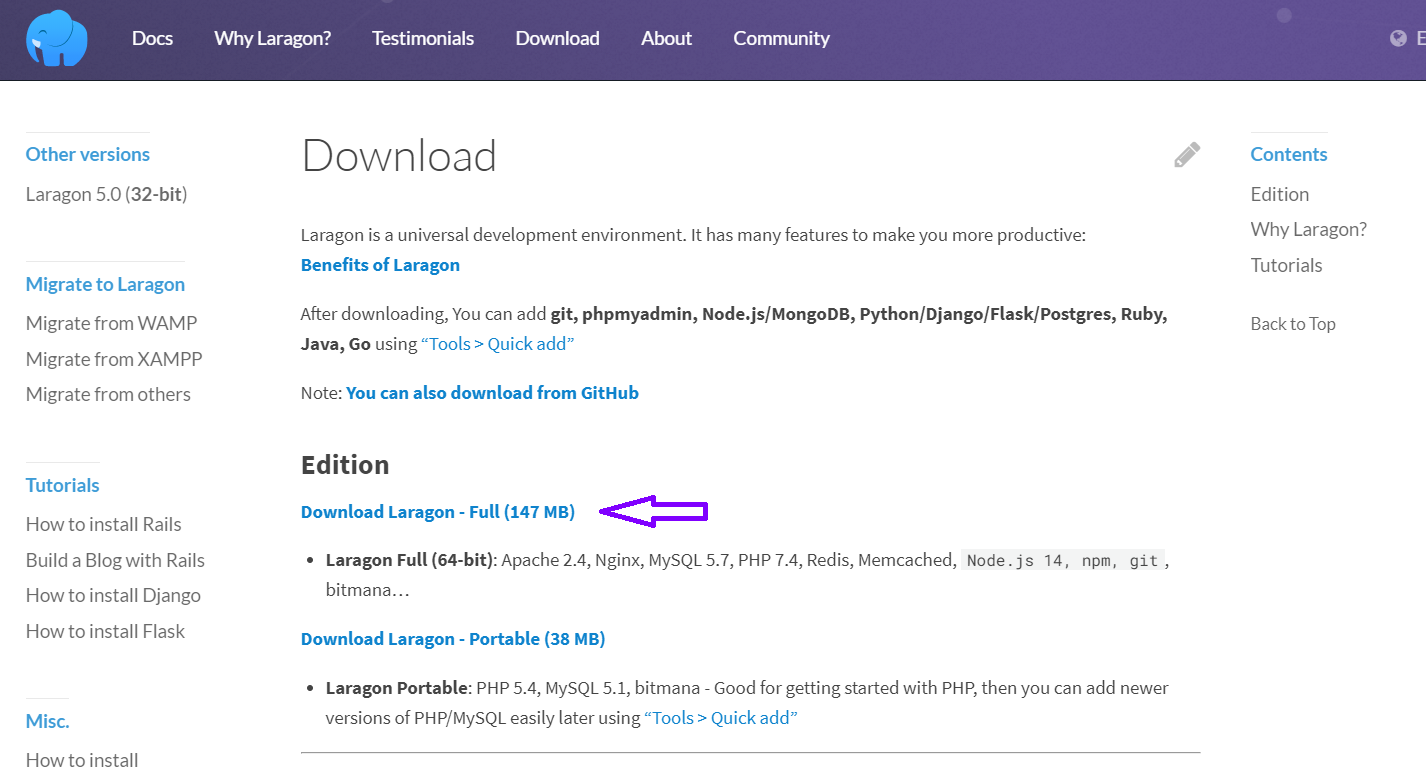 Docs
Why Laragon?
Testimonials
Download
About
Community
E
Other versions
Laragon 5.0 (32-bit)
Migrate to Laragon
Migrate from WAMP
Migrate from XAMPP
Migrate from others
Tutorials
How to install Rails
Build a Blog with Rails
How to install Django
How to install Flask
Misc.
How to install
Download
Laragon is a universal development environment. It has many features to make you more productive:
Benefits of Laragon
After downloading, You can add git, phpmyadmin, Node.js/MongoDB, Python/Django/Flask/Postgres, Ruby,
Java, Go using “Tools > Quick add”
Note: You can also download from GitHub
Edition
Download Laragon - Full (147 MB)
• Laragon Full (64-bit): Apache 2.4, Nginx, MySQL 5.7, PHP 7.4, Redis, Memcached, Node.js 14, npm, git,
bitmana…
Download Laragon - Portable (38 MB)
• Laragon Portable: PHP 5.4, MySQL 5.1, bitmana - Good for getting started with PHP, then you can add newer
versions of PHP/MySQL easily later using “Tools > Quick add”
Contents
Edition
Why Laragon?
Tutorials
Back to Top